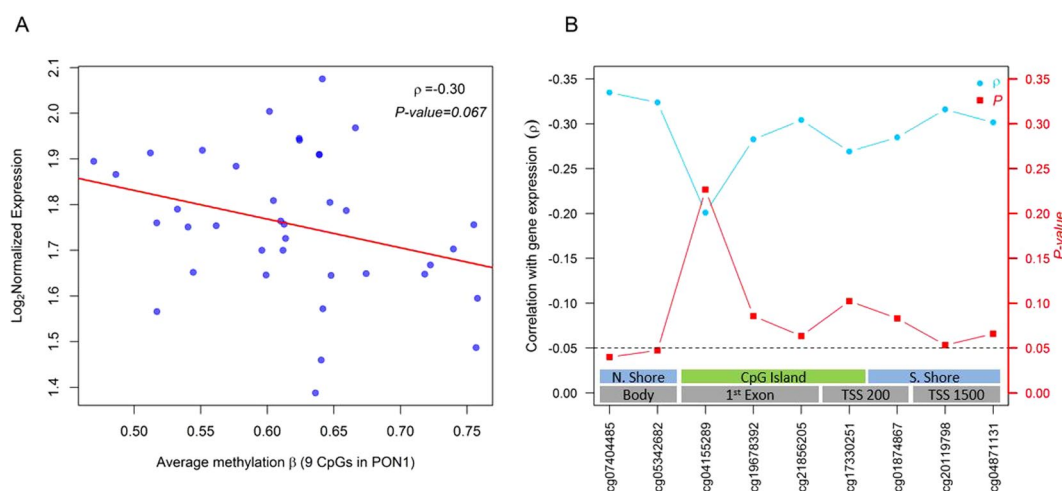 A
Log2Normalized Expression
2.1
2.0
1.9
1.8
1.7
1.6
1.5
1.4
ρ =-0.30
P-value=0.067
0.50
0.55
0.60
0.65
0.70
0.75
Average methylation β (9 CpGs in PON1)
B
Correlation with gene expression (ρ)
-0.35
-0.30
-0.25
-0.20
-0.15
-0.10
-0.05
0.00
ρ
P
0.35
0.30
0.25
0.20
0.15
0.10
0.05
0.00
P-value
N. Shore
CpG Island
S. Shore
Body
1st Exon
TSS 200
TSS 1500
cg07404485
cg05342682
cg04155289
cg19678392
cg21856205
cg17330251
cg01874867
cg20119798
cg04871131